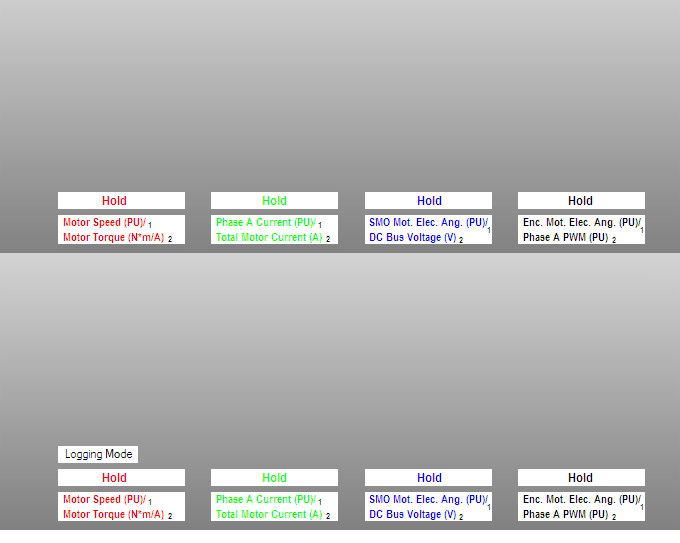 Hold Hold Hold Hold
Motor Speed (PU)/ 1 Phase A Current (PU)/ 1 SMO Mot. Elec. Ang. (PU)/ 1 Enc. Mot. Elec. Ang. (PU)/ 1
Motor Torque (N*m/A) 2 Total Motor Current (A) 2 DC Bus Voltage (V) 2 Phase A PWM (PU) 2
Logging Mode
Hold Hold Hold Hold
Motor Speed (PU)/ 1 Phase A Current (PU)/ 1 SMO Mot. Elec. Ang. (PU)/ 1 Enc. Mot. Elec. Ang. (PU)/ 1
Motor Torque (N*m/A) 2 Total Motor Current (A) 2 DC Bus Voltage (V) 2 Phase A PWM (PU) 2